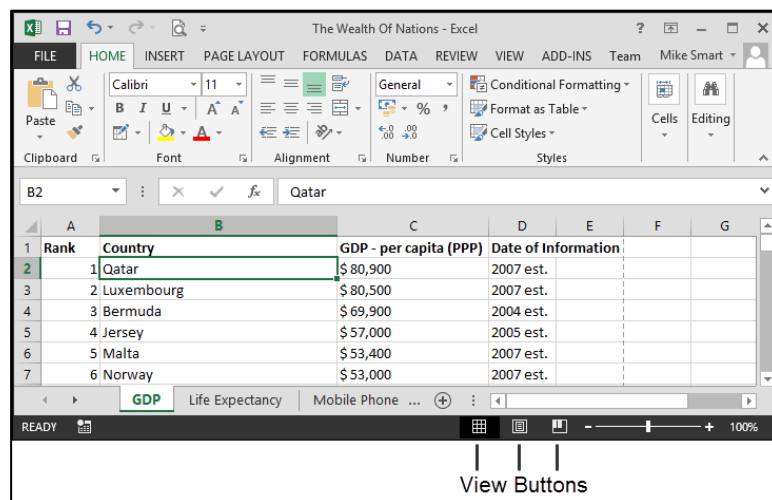 The Wealth Of Nations - Excel
FILE HOME INSERT PAGE LAYOUT FORMULAS DATA REVIEW VIEW ADD-INS Team Mike Smart
Calibri 11 General Conditional Formatting
Paste B I U A A % , Format as Table Cells Editing
A .00 .00 Cell Styles
Clipboard Font Alignment Number Styles
B2 fx Qatar
A B C D E F G
1 Rank Country GDP - per capita (PPP) Date of Information
2 1 Qatar $ 80,900 2007 est.
3 2 Luxembourg $ 80,500 2007 est.
4 3 Bermuda $ 69,900 2004 est.
5 4 Jersey $ 57,000 2005 est.
6 5 Malta $ 53,400 2007 est.
7 6 Norway $ 53,000 2007 est.
GDP Life Expectancy Mobile Phone ...
READY 100%
View Buttons